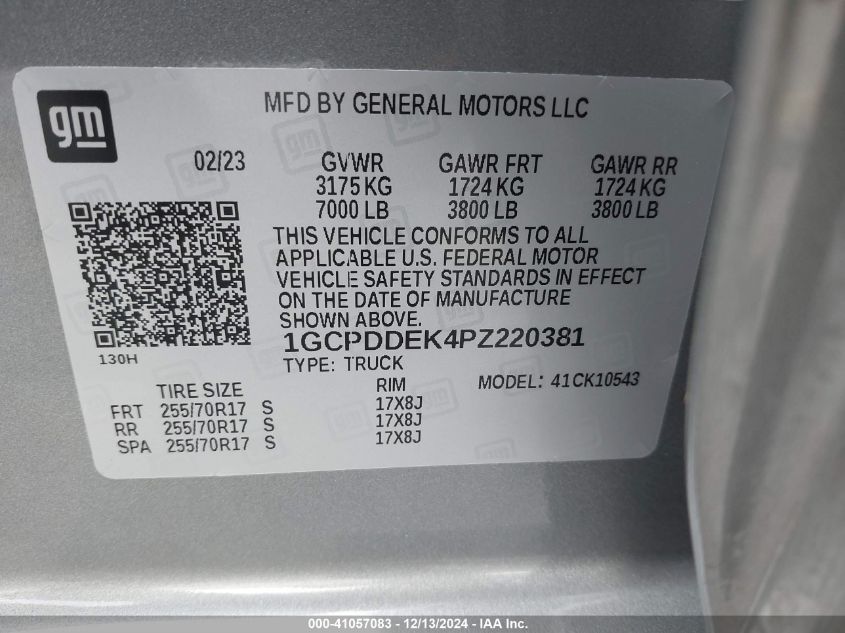 gm
MFD BY GENERAL MOTORS LLC
02/23 GVWR GAWR FRT GAWR RR
3175 KG 1724 KG 1724 KG
7000 LB 3800 LB 3800 LB
THIS VEHICLE CONFORMS TO ALL
APPLICABLE U.S. FEDERAL MOTOR
VEHICLE SAFETY STANDARDS IN EFFECT
ON THE DATE OF MANUFACTURE
SHOWN ABOVE.
1GCPDDEK4PZ220381
130H
TYPE: TRUCK
TIRE SIZE RIM MODEL: 41CK10543
FRT 255/70R17 S 17X8J
RR 255/70R17 S 17X8J
SPA 255/70R17 S 17X8J
000-41057083 - 12/13/2024 - IAA Inc.